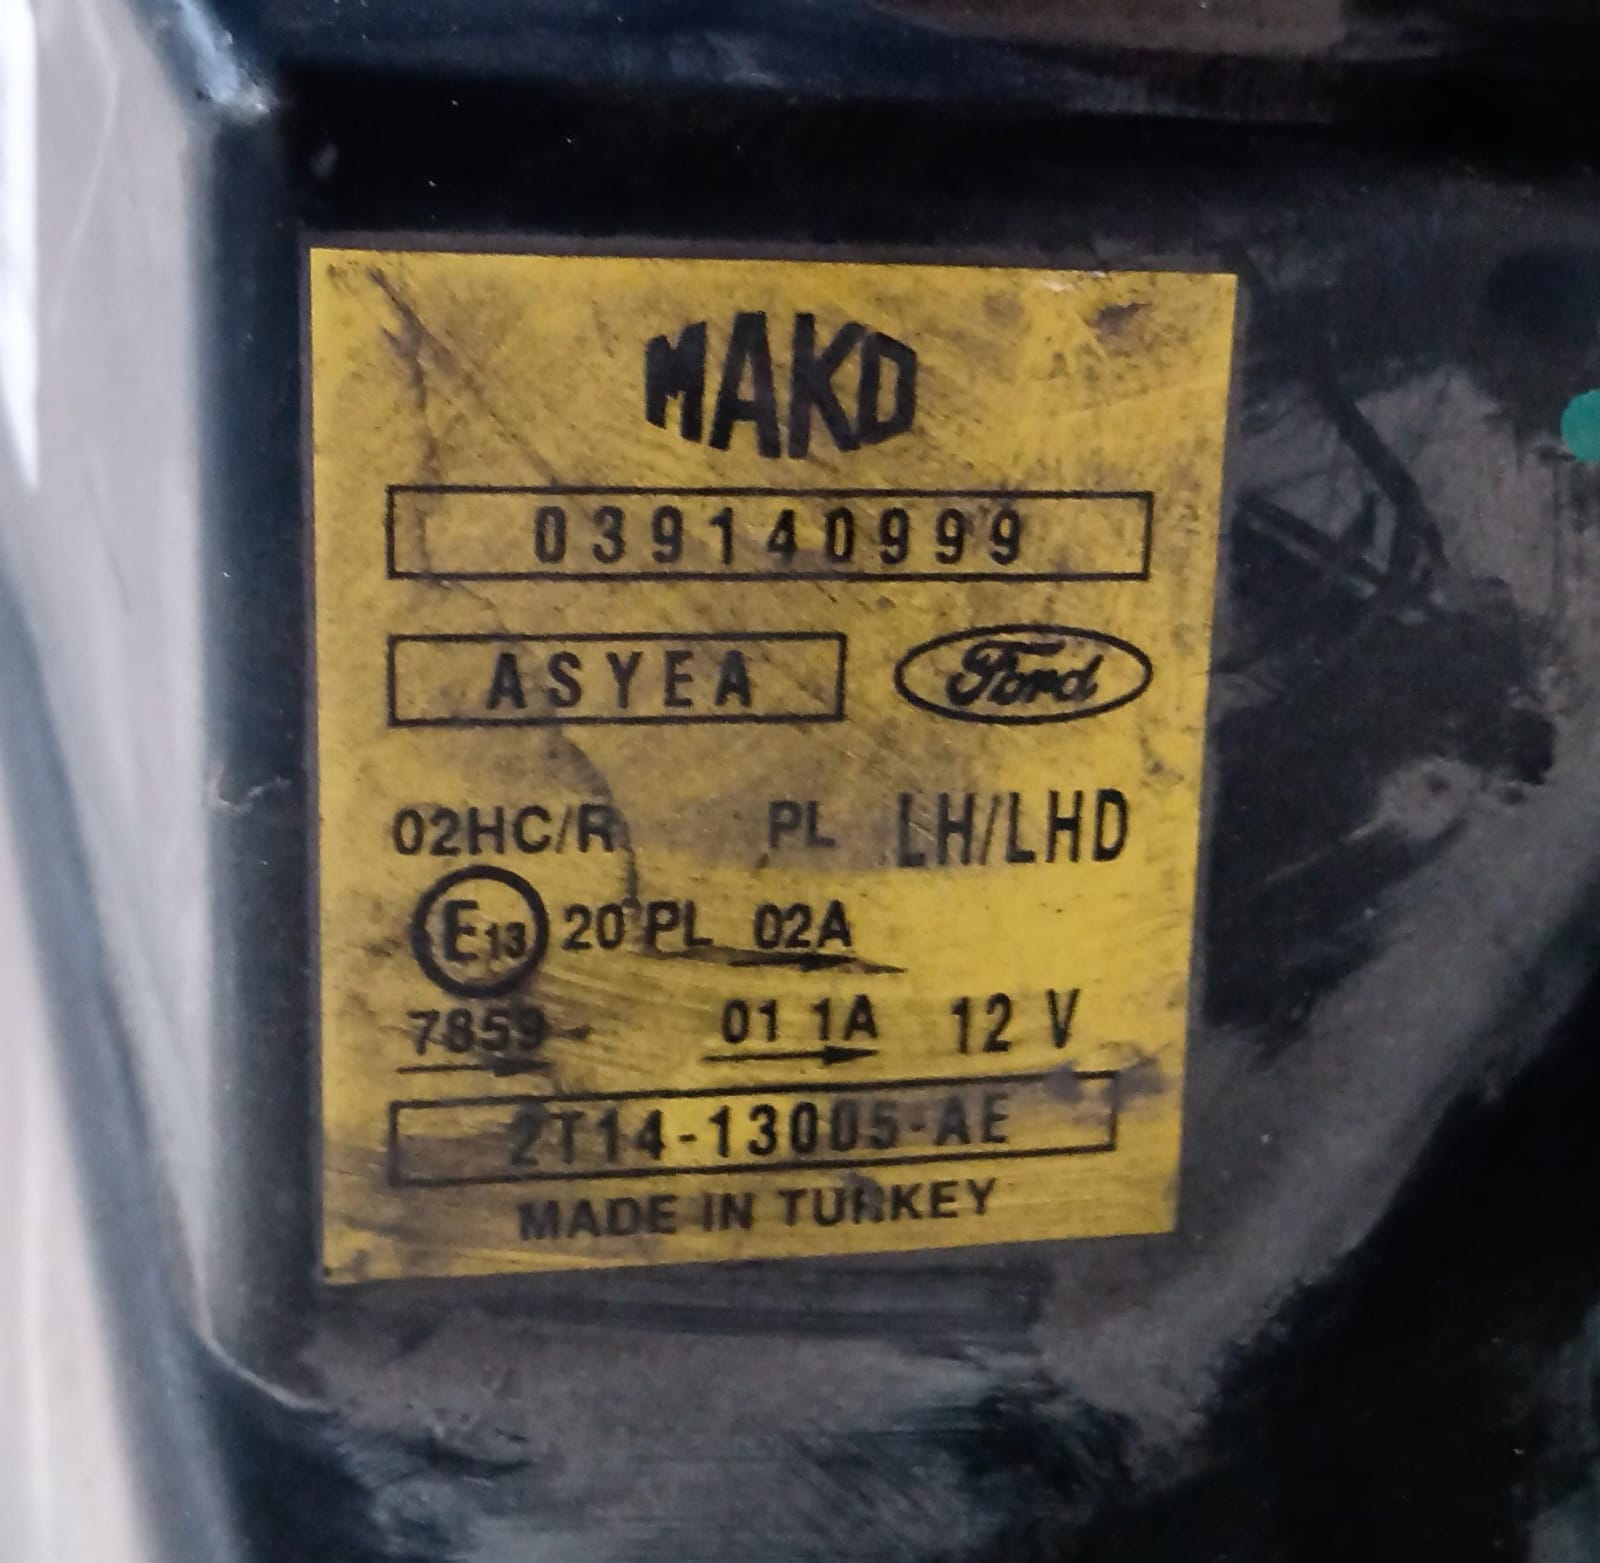 MAKO
039140999
ASYEA Ford
02HC/R PL LH/LHD
E13 20 PL 02A
7859 01 1A 12 V
2T14-13005-AE
MADE IN TURKEY